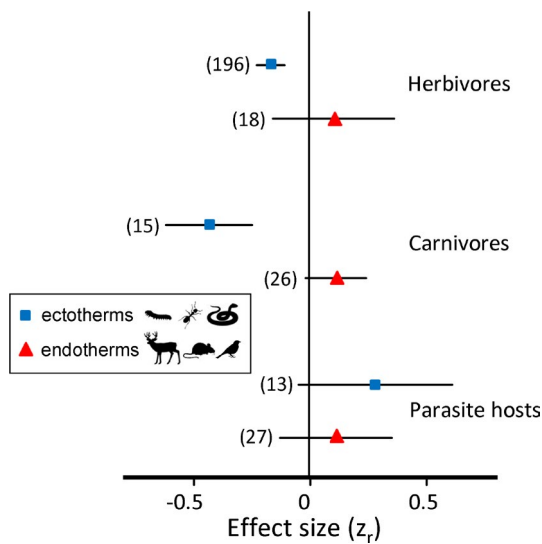 (196)
Herbivores
(18)
(15)
Carnivores
(26)
ectotherms
endotherms
(13)
Parasite hosts
(27)
-0.5 0 0.5
Effect size (zr)